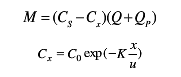 M = (C_S − C_x)(Q + Q_P)
C_x = C_0 exp(−K x/u)